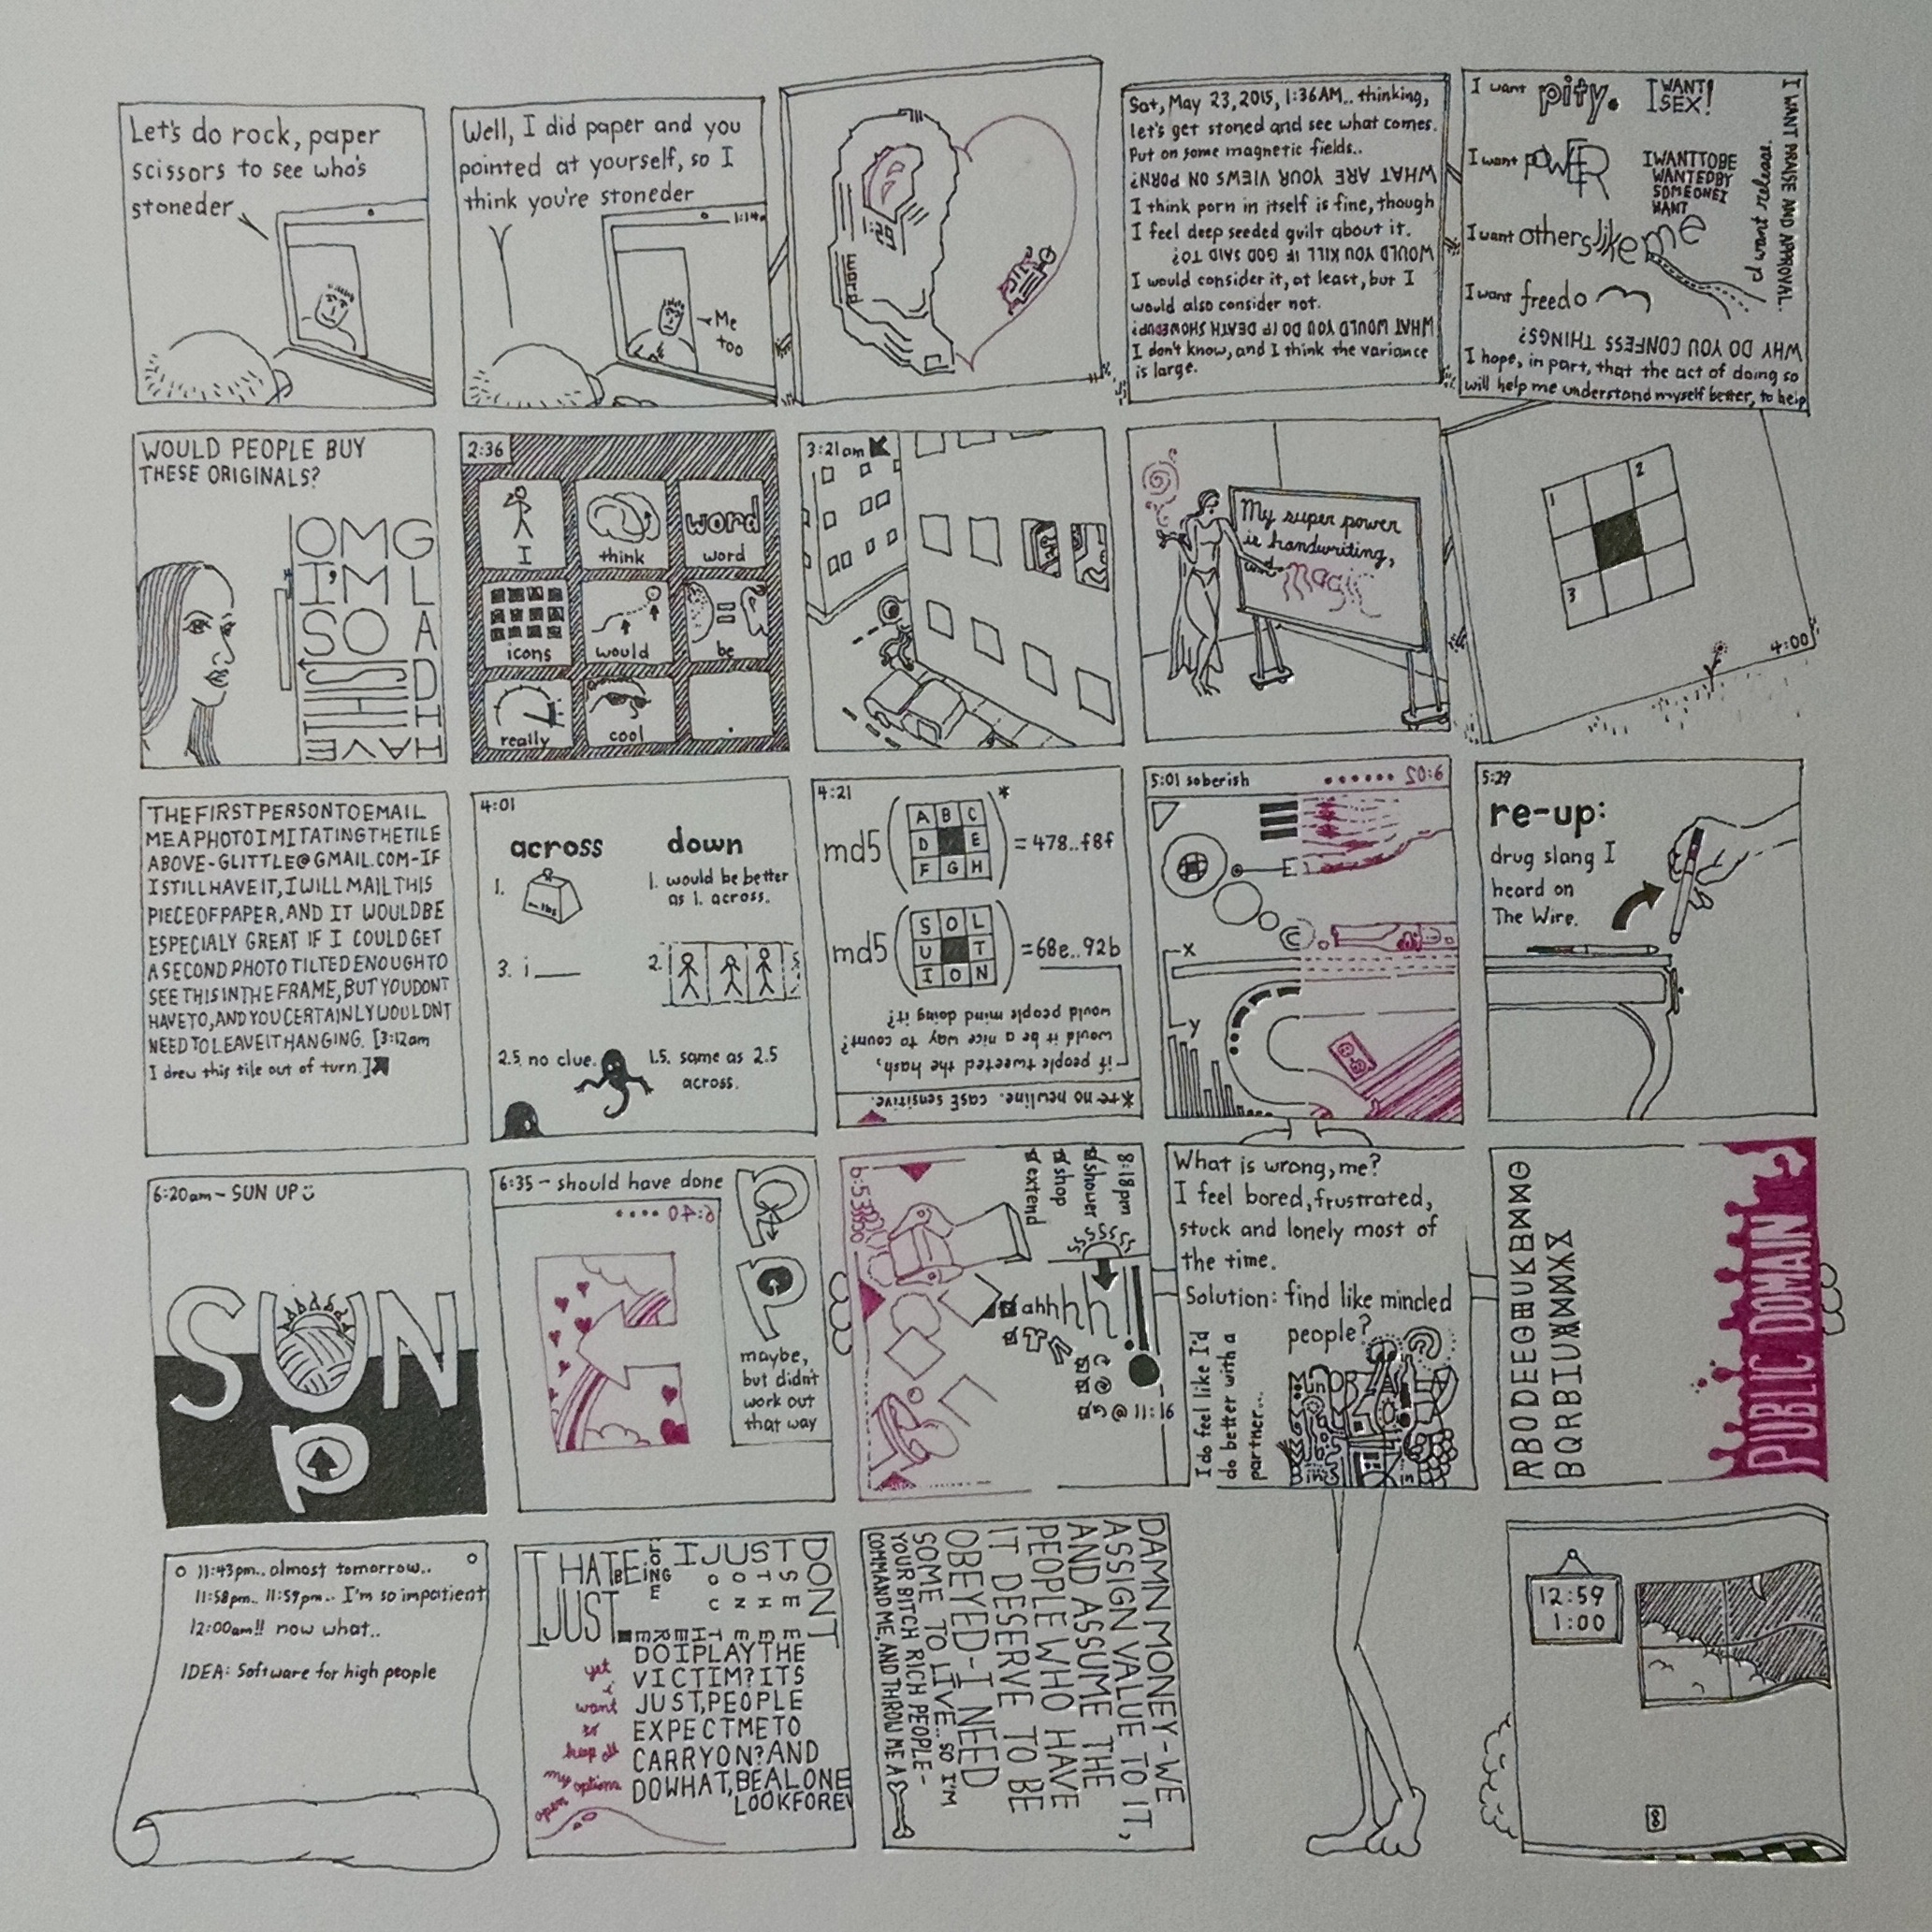 Let's do rock, paper
scissors to see who's
stoneder
Well, I did paper and you
pointed at yourself, so I
think you're stoneder
Me
too
word
Sat, May 23, 2015, 1:36AM.. thinking,
let's get stoned and see what comes.
Put on some magnetic fields..
WHAT ARE YOUR VIEWS ON PORN?
I think porn in itself is fine, though
I feel deep seeded guilt about it.
WOULD YOU KILL IF GOD SAID TO?
I would consider it, at least, but I
would also consider not.
WHAT WOULD YOU DO IF DEATH SHOWEDUP?
I don't know, and I think the variance
is large.
I want pity.
I WANT!
SEX!
I want POWER
I WANT TO BE
WANTED BY
SOMEONE I
WANT
I want others like me
I want freedo
I want release.
I WANT PRAISE AND APPROVAL.
WHY DO YOU CONFESS THINGS?
I hope, in part, that the act of doing so
will help me understand myself better, to help
WOULD PEOPLE BUY
THESE ORIGINALS?
OMG
I'M
SO
LAD
I
HAVE
THIS
2:36
I
think
word
word
icons
would
be
really
cool
.
3:21am
My super power
is handwriting,
and magic
1
2
3
4:00
THE FIRST PERSON TO EMAIL
ME A PHOTO IMITATING THE TILE
ABOVE-GLITTLE@GMAIL.COM-IF
I STILL HAVE IT, I WILL MAIL THIS
PIECE OF PAPER, AND IT WOULD BE
ESPECIALY GREAT IF I COULD GET
A SECOND PHOTO TILTED ENOUGH TO
SEE THIS IN THE FRAME, BUT YOU DONT
HAVE TO, AND YOU CERTAINLY WOULDNT
NEED TO LEAVE IT HANGING. [3:12am
I drew this tile out of turn.]
4:01
across
down
1.
lbs
1. would be better
as 1. across.
3. i___
2.
2.5. no clue.
1.5. same as 2.5
across.
4:21
md5
A B C
D E
F G H
*
= 478..f8f
md5
S O L
U T
I O N
= 68e..92b
if people tweeted the hash,
would it be a nice way to count?
would people mind doing it?
*re no newline. casE sensitive.
5:01 soberish
6:02
E
C
x
y
5:29
re-up:
drug slang I
heard on
The Wire.
6:20am - SUN UP
SUN
p
6:35 - should have done
6:40
maybe,
but didn't
work out
that way
8:18pm
shower
shop
extend
ahhhh!
@ 11:16
What is wrong, me?
I feel bored, frustrated,
stuck and lonely most of
the time.
Solution: find like minded
people?
I do feel like I'd
do better with a
partner...
PUBLIC DOMAIN
11:43pm.. almost tomorrow..
11:58pm.. 11:59pm.. I'm so impatient
12:00am!! now what..
IDEA: Software for high people
I HATE BEING
I JUST DONT
I JUST
DO I PLAY THE
VICTIM? ITS
JUST, PEOPLE
EXPECT ME TO
CARRY ON? AND
DO WHAT, BE ALONE
LOOK FOREV
yet
i
want
to
keep all
my options
open
DAMN MONEY-WE
ASSIGN VALUE TO IT,
AND ASSUME THE
PEOPLE WHO HAVE
IT DESERVE TO BE
OBEYED-I NEED
SOME TO LIVE.. SO I'M
YOUR BITCH RICH PEOPLE-
COMMAND ME, AND THROW ME A
12:59
1:00